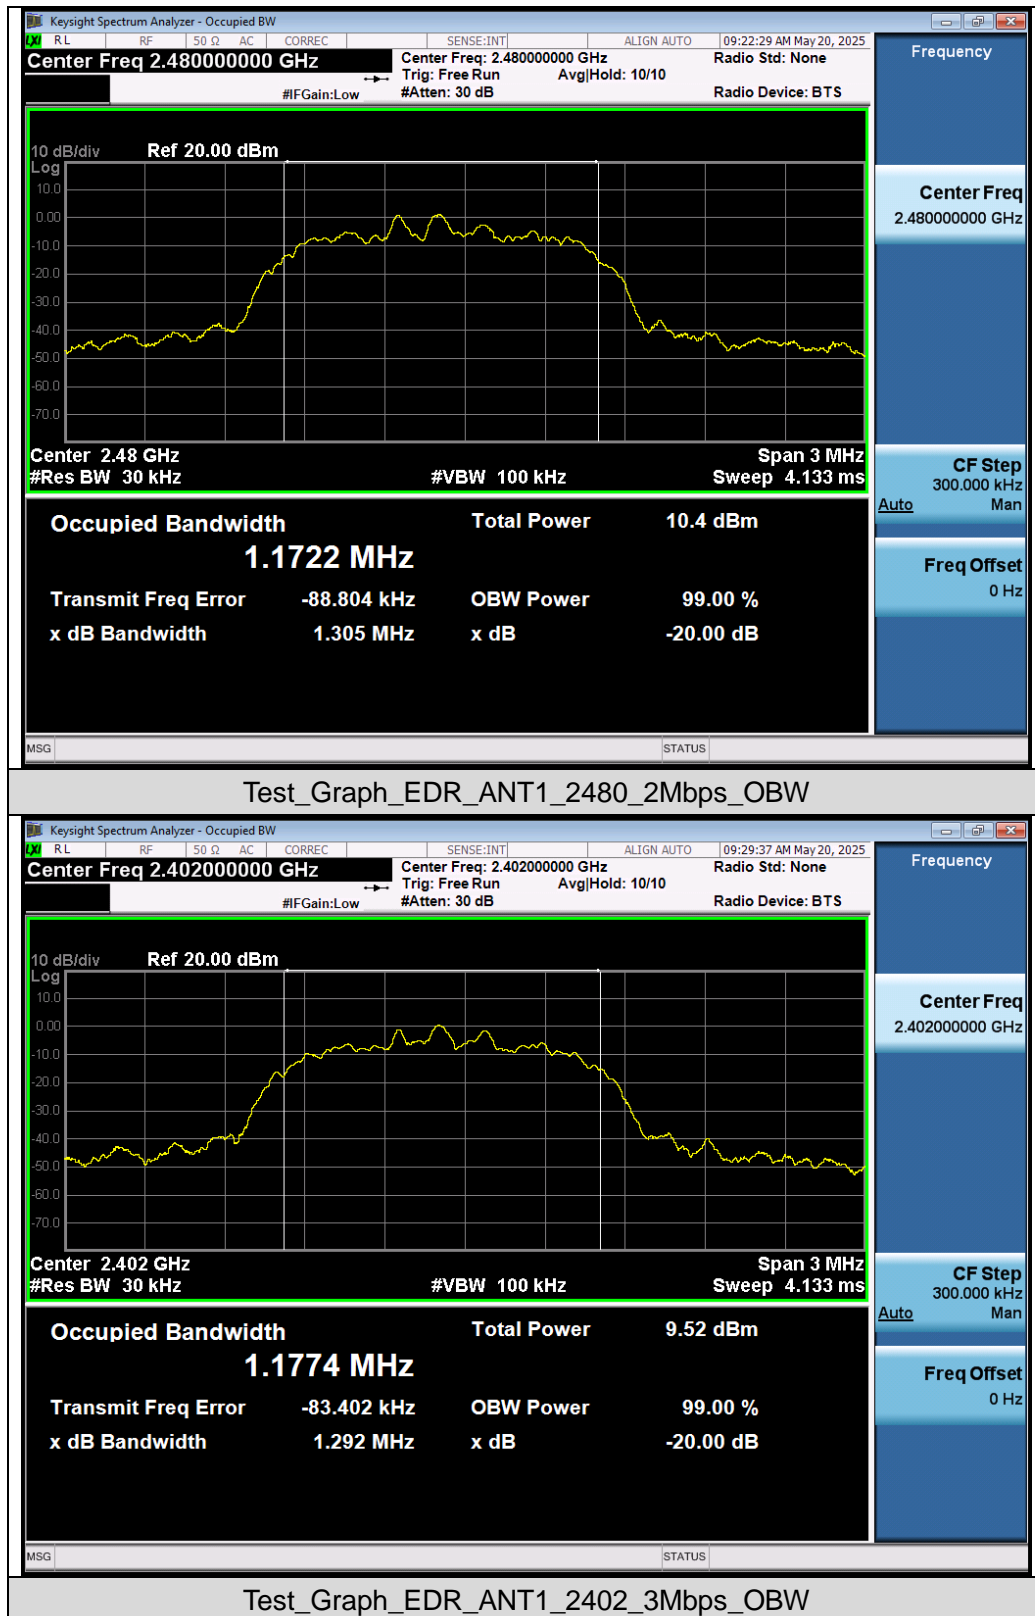 Keysight Spectrum Analyzer - Occupied BW
LXI RL RF 50 Ω AC CORREC SENSE:INT ALIGN AUTO 09:22:29 AM May 20, 2025
Center Freq 2.480000000 GHz
Center Freq: 2.480000000 GHz
Radio Std: None
Trig: Free Run Avg|Hold: 10/10
#IFGain:Low
#Atten: 30 dB
Radio Device: BTS
Frequency
10 dB/div Ref 20.00 dBm
Log
10.0
0.00
-10.0
-20.0
-30.0
-40.0
-50.0
-60.0
-70.0
Center Freq
2.480000000 GHz
Center 2.48 GHz Span 3 MHz
#Res BW 30 kHz #VBW 100 kHz Sweep 4.133 ms
CF Step
300.000 kHz
Auto Man
Freq Offset
0 Hz
Occupied Bandwidth Total Power 10.4 dBm
1.1722 MHz
Transmit Freq Error -88.804 kHz OBW Power 99.00 %
x dB Bandwidth 1.305 MHz x dB -20.00 dB
MSG STATUS
Test_Graph_EDR_ANT1_2480_2Mbps_OBW
Keysight Spectrum Analyzer - Occupied BW
LXI RL RF 50 Ω AC CORREC SENSE:INT ALIGN AUTO 09:29:37 AM May 20, 2025
Center Freq 2.402000000 GHz
Center Freq: 2.402000000 GHz
Radio Std: None
Trig: Free Run Avg|Hold: 10/10
#IFGain:Low
#Atten: 30 dB
Radio Device: BTS
Frequency
10 dB/div Ref 20.00 dBm
Log
10.0
0.00
-10.0
-20.0
-30.0
-40.0
-50.0
-60.0
-70.0
Center Freq
2.402000000 GHz
Center 2.402 GHz Span 3 MHz
#Res BW 30 kHz #VBW 100 kHz Sweep 4.133 ms
CF Step
300.000 kHz
Auto Man
Freq Offset
0 Hz
Occupied Bandwidth Total Power 9.52 dBm
1.1774 MHz
Transmit Freq Error -83.402 kHz OBW Power 99.00 %
x dB Bandwidth 1.292 MHz x dB -20.00 dB
MSG STATUS
Test_Graph_EDR_ANT1_2402_3Mbps_OBW